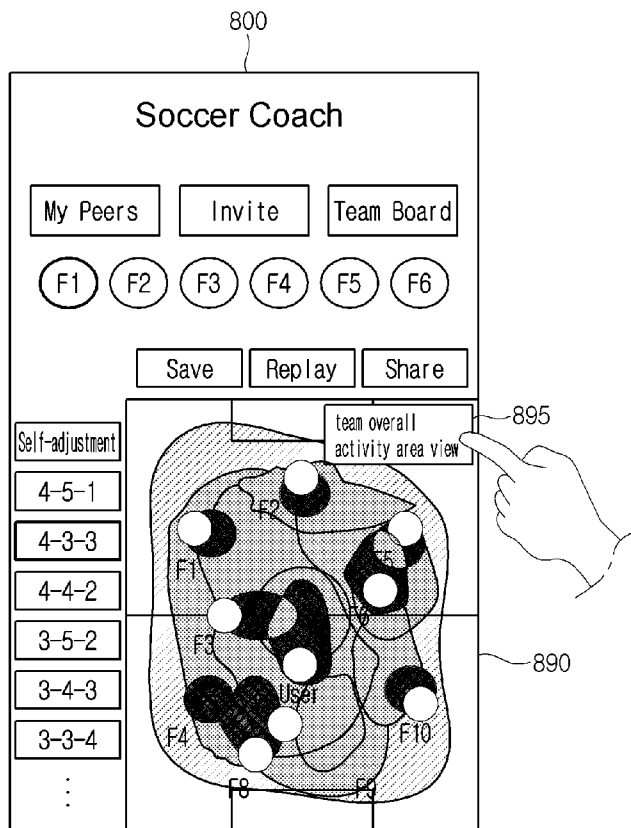 800
Soccer Coach
My Peers Invite Team Board
F1 F2 F3 F4 F5 F6
Save Replay Share
team overall
activity area view
895
Self-adjustment
4-5-1
4-3-3
4-4-2
3-5-2
3-4-3
3-3-4
F2
F1
F5
F6
F3
User
890
F4
F10
F8
F9